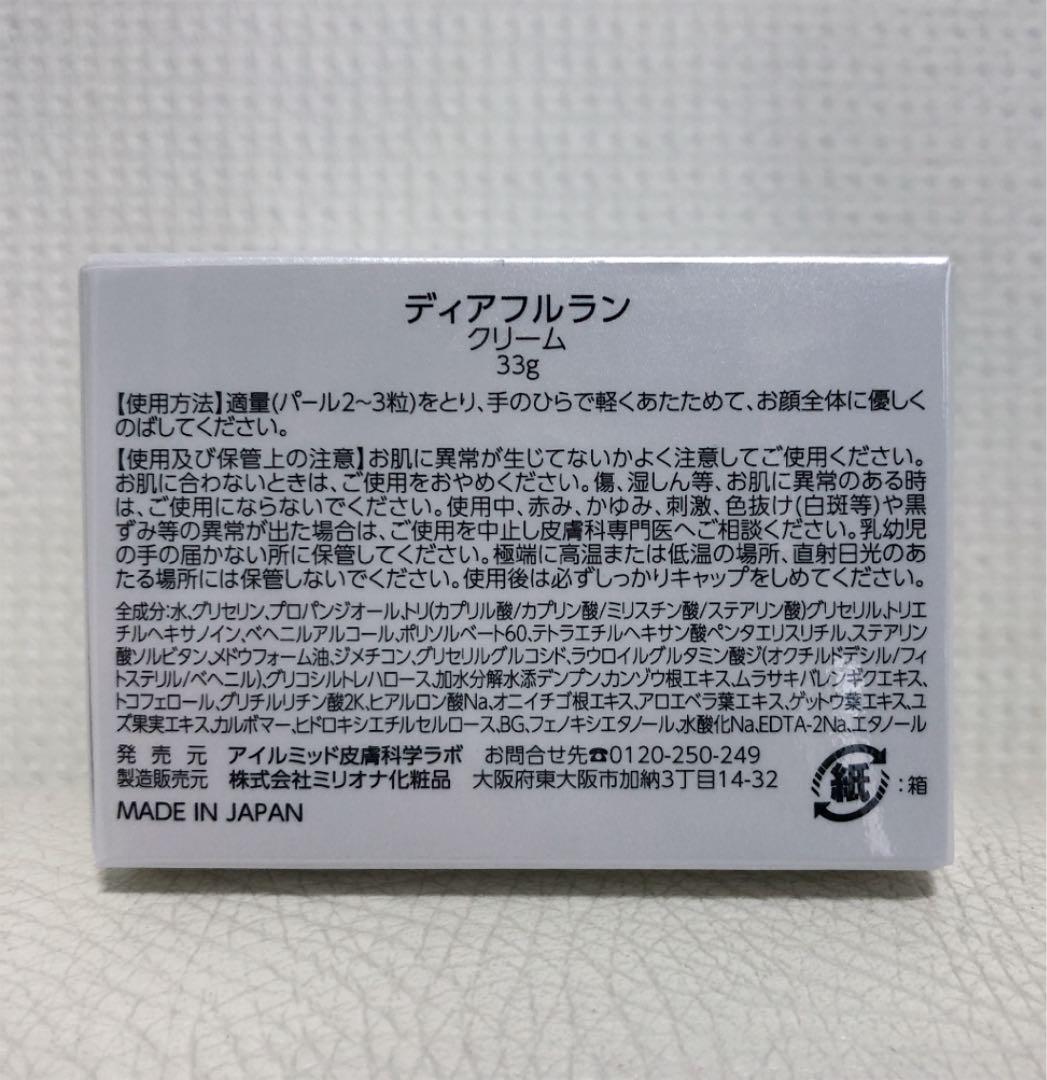 ディアフルラン
クリーム
33g
【使用方法】適量(パール2〜3粒)をとり、手のひらで軽くあたためて、お顔全体に優しく
のばしてください。
【使用及び保管上の注意】お肌に異常が生じてないかよく注意してご使用ください。
お肌に合わないときは、ご使用をおやめください。傷、湿しん等、お肌に異常のある時
は、ご使用にならないでください。使用中、赤み、かゆみ、刺激、色抜け(白斑等)や黒
ずみ等の異常が出た場合は、ご使用を中止し皮膚科専門医へご相談ください。乳幼児
の手の届かない所に保管してください。極端に高温または低温の場所、直射日光のあ
たる場所には保管しないでください。使用後は必ずしっかりキャップをしめてください。
全成分:水、グリセリン、プロパンジオール、トリ(カプリル酸/カプリン酸/ミリスチン酸/ステアリン酸)グリセリル、トリエ
チルヘキサノイン、ベヘニルアルコール、ポリソルベート60、テトラエチルヘキサン酸ペンタエリスリチル、ステアリン
酸ソルビタン、メドウフォーム油、ジメチコン、グリセリルグルコシド、ラウロイルグルタミン酸ジ(オクチルドデシル/フィ
トステリル/ベヘニル)、グリコシルトレハロース、加水分解水添デンプン、カンゾウ根エキス、ムラサキバレンギクエキス、
トコフェロール、グリチルリチン酸2K、ヒアルロン酸Na、オニイチゴ根エキス、アロエベラ葉エキス、ゲットウ葉エキス、ユ
ズ果実エキス、カルボマー、ヒドロキシエチルセルロース、BG、フェノキシエタノール、水酸化Na、EDTA-2Na、エタノール
発売元 アイルミッド皮膚科学ラボ お問合せ先☎0120-250-249
製造販売元 株式会社ミリオナ化粧品 大阪府東大阪市加納3丁目14-32
MADE IN JAPAN
紙:箱